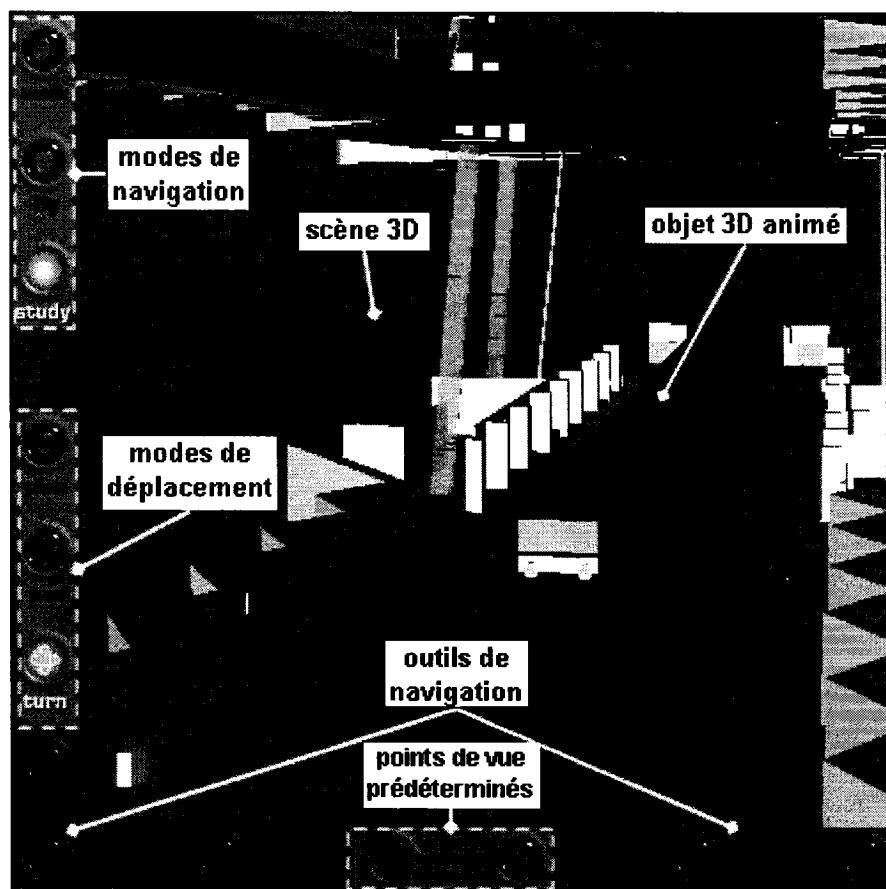 modes de
navigation
scène 3D
objet 3D animé
study
modes de
déplacement
turn
outils de
navigation
points de vue
prédéterminés